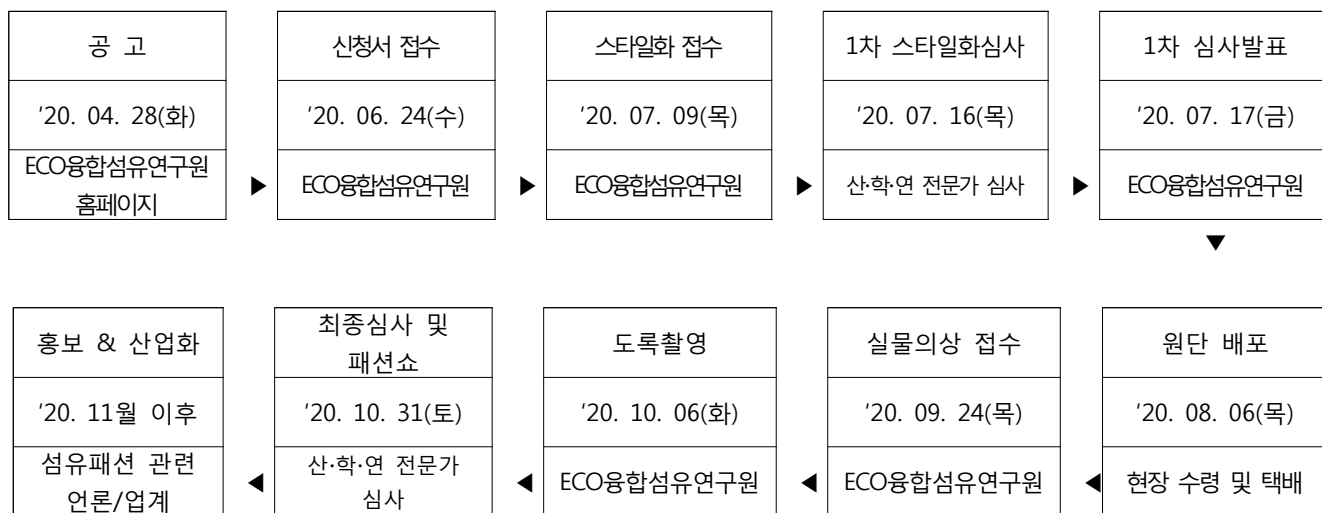 공 고
'20. 04. 28(화)
ECO융합섬유연구원
홈페이지
▶
신청서 접수
'20. 06. 24(수)
ECO융합섬유연구원
▶
스타일화 접수
'20. 07. 09(목)
ECO융합섬유연구원
▶
1차 스타일화심사
'20. 07. 16(목)
산·학·연 전문가 심사
▶
1차 심사발표
'20. 07. 17(금)
ECO융합섬유연구원
▼
원단 배포
'20. 08. 06(목)
현장 수령 및 택배
◀
실물의상 접수
'20. 09. 24(목)
ECO융합섬유연구원
◀
도록촬영
'20. 10. 06(화)
ECO융합섬유연구원
◀
최종심사 및
패션쇼
'20. 10. 31(토)
산·학·연 전문가
심사
◀
홍보 & 산업화
'20. 11월 이후
섬유패션 관련
언론/업계